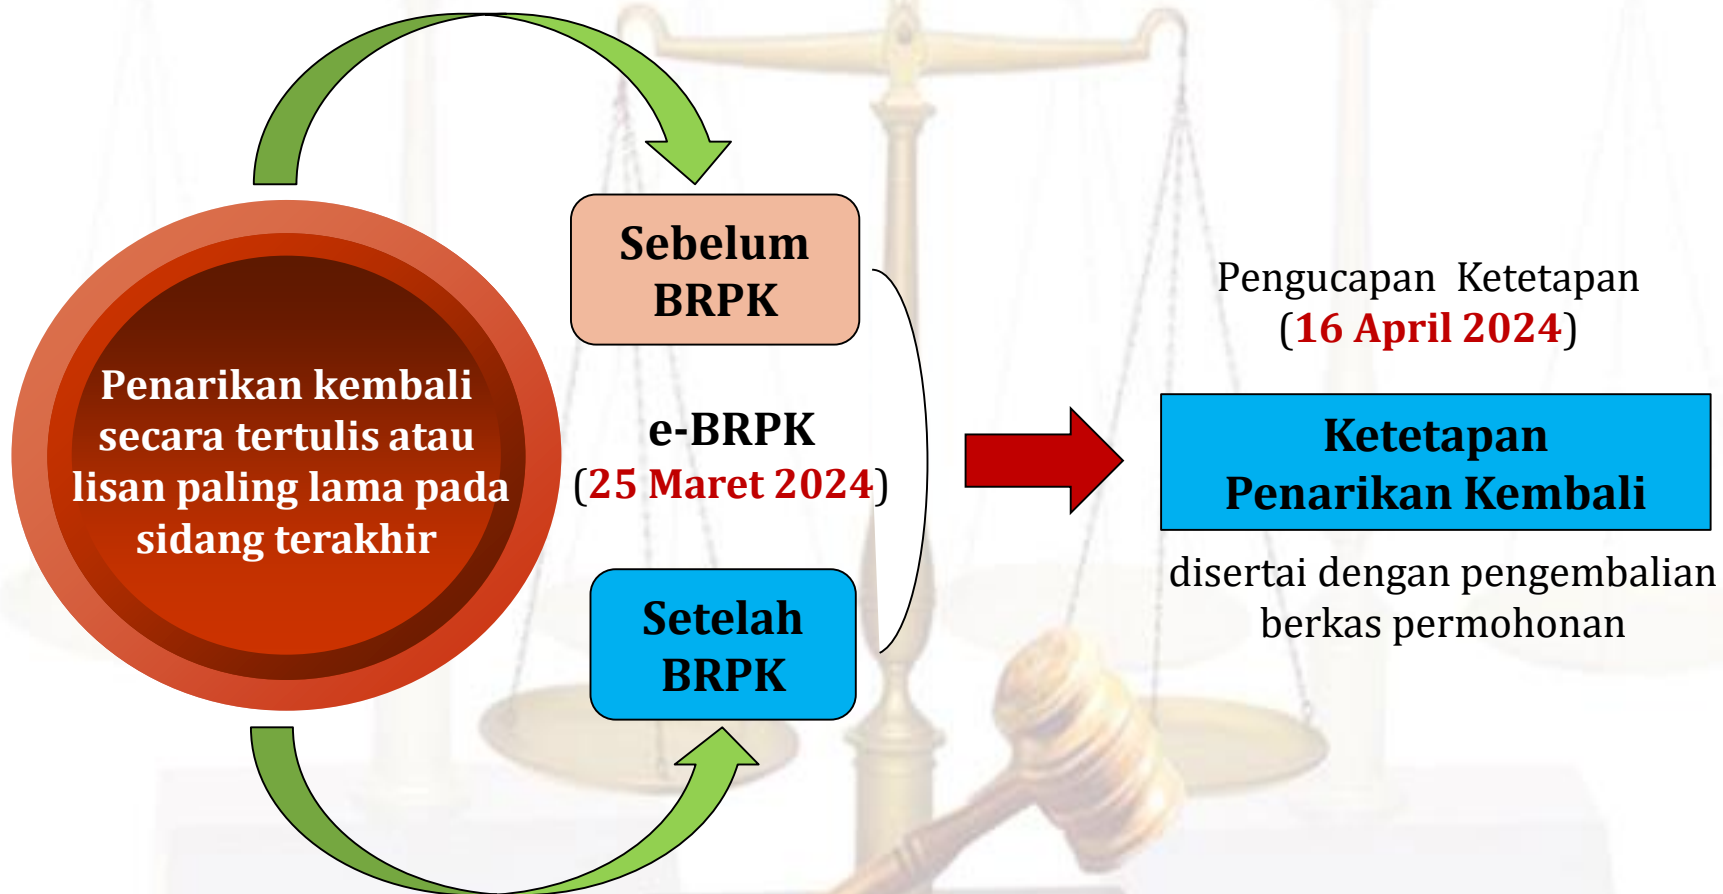 Penarikan kembali
secara tertulis atau
lisan paling lama pada
sidang terakhir
Sebelum
BRPK
e-BRPK
(25 Maret 2024)
Setelah
BRPK
Pengucapan Ketetapan
(16 April 2024)
Ketetapan
Penarikan Kembali
disertai dengan pengembalian
berkas permohonan